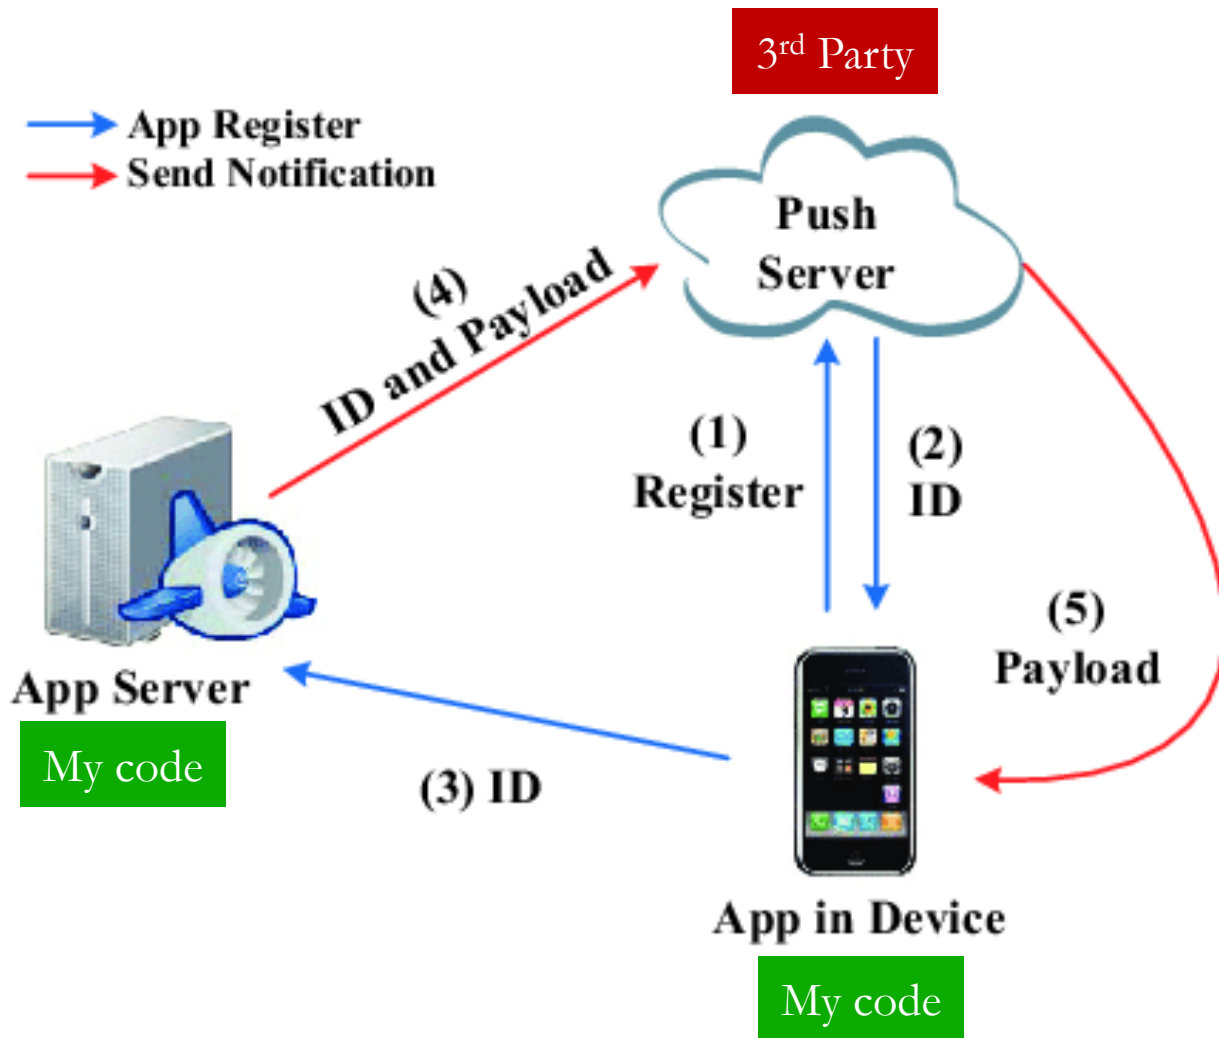 3rd Party
App Register
Send Notification
Push
Server
(4)
ID and Payload
(1)
Register
(2)
ID
(5)
Payload
App Server
My code
(3) ID
App in Device
My code